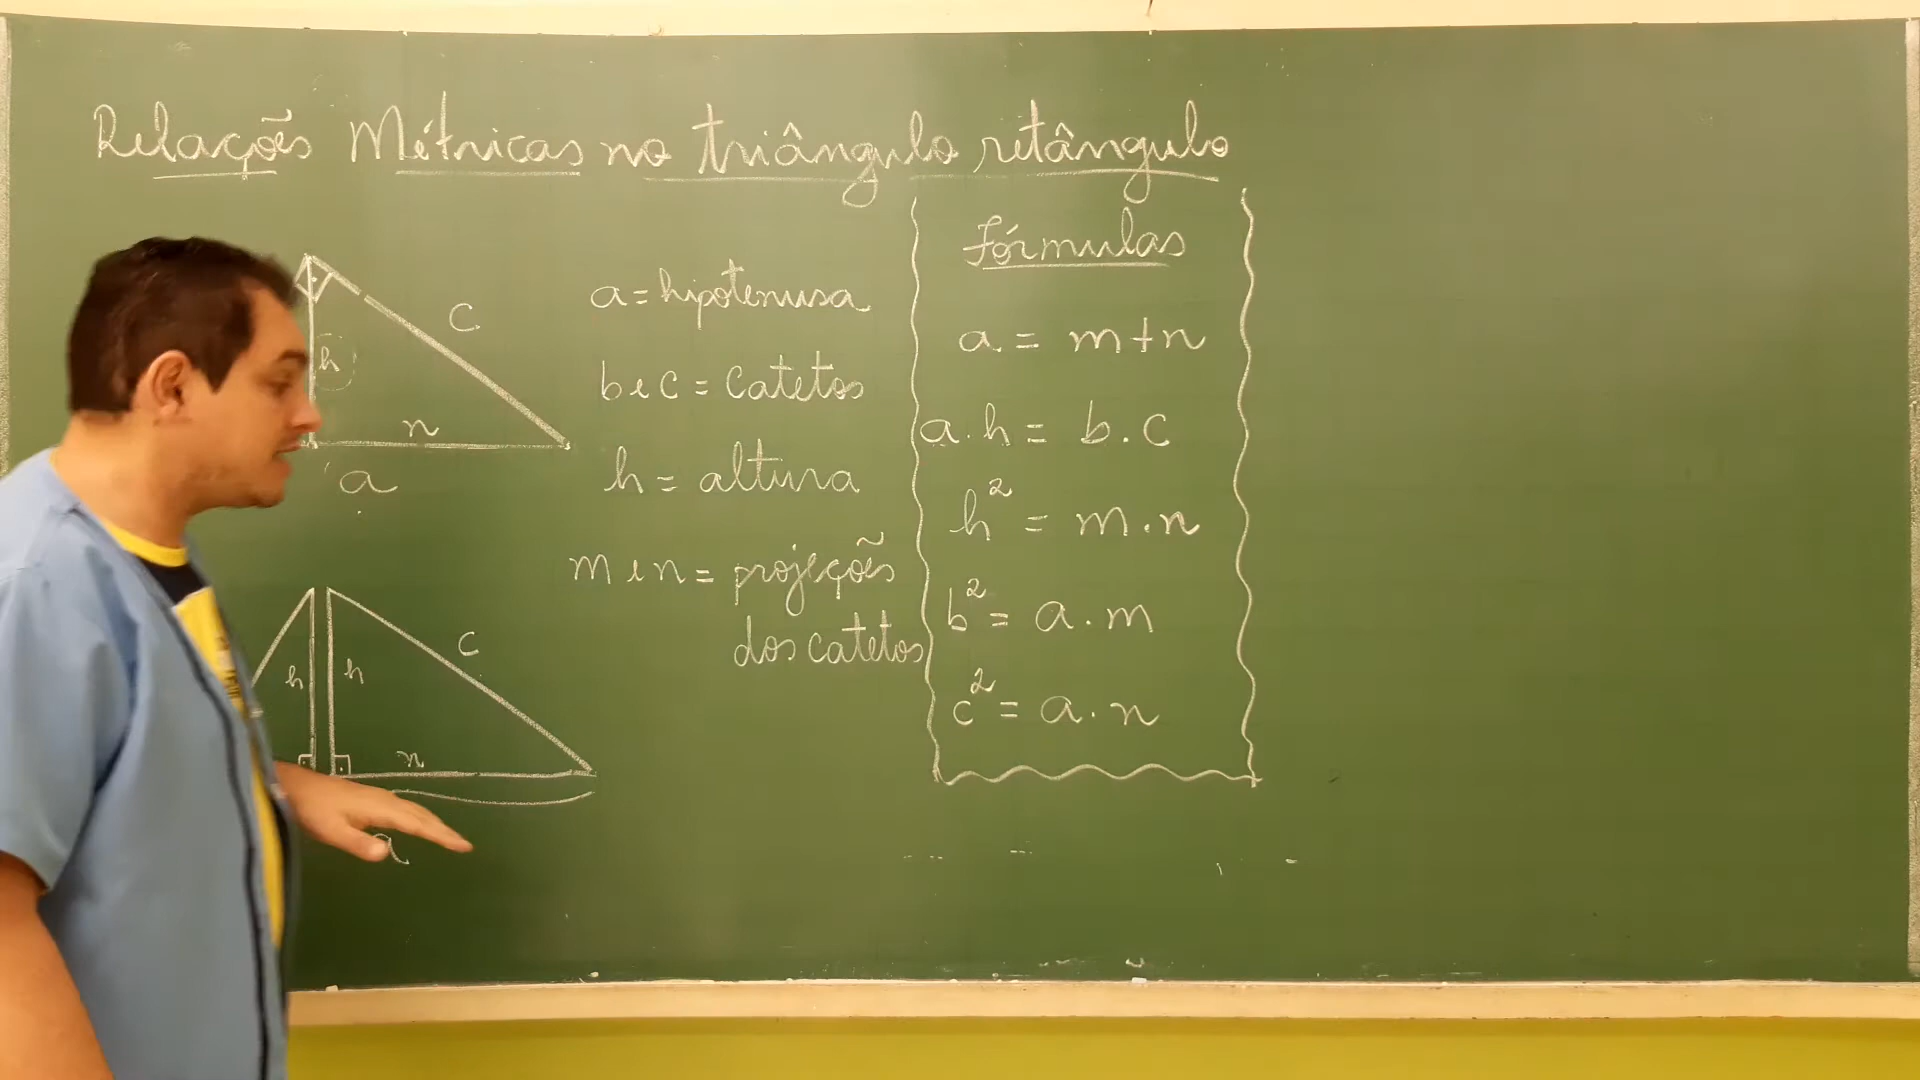 Relações Métricas no triângulo retângulo
c
h
n
a
c
h h
n
a
a = hipotenusa
b e c = catetos
h = altura
m e n = projeções
dos catetos
Fórmulas
a = m + n
a . h = b . c
h² = m . n
b² = a . m
c² = a . n